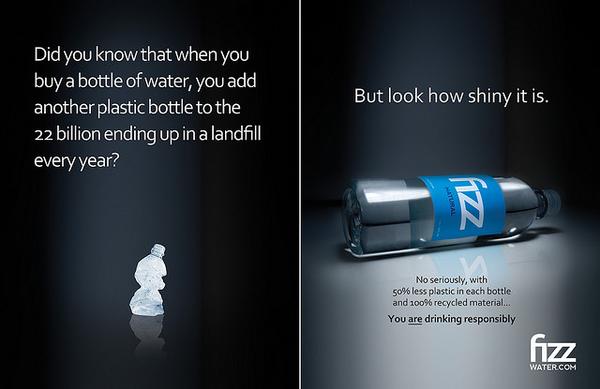 Did you know that when you
buy a bottle of water, you add
another plastic bottle to the
22 billion ending up in a landfill
every year?
But look how shiny it is.
fizz
NATURAL
No seriously, with
50% less plastic in each bottle
and 100% recycled material...
You are drinking responsibly
fizz
WATER.COM